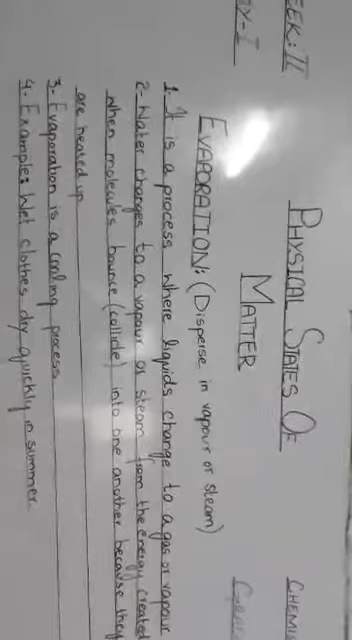 EEK: II
CHEMI
AY-I
PHYSICAL STATES OF
MATTER
EVAPORATION: (Disperse in vapour or steam)
1- It is a process where liquids change to a gas or vapour
2- Water changes to a vapour or steam from the energy created
when molecules bounce (collide) into one another because they
are heated up
3. Evaporation is a cooling process
4. Example: Wet clothes dry quickly in summer.